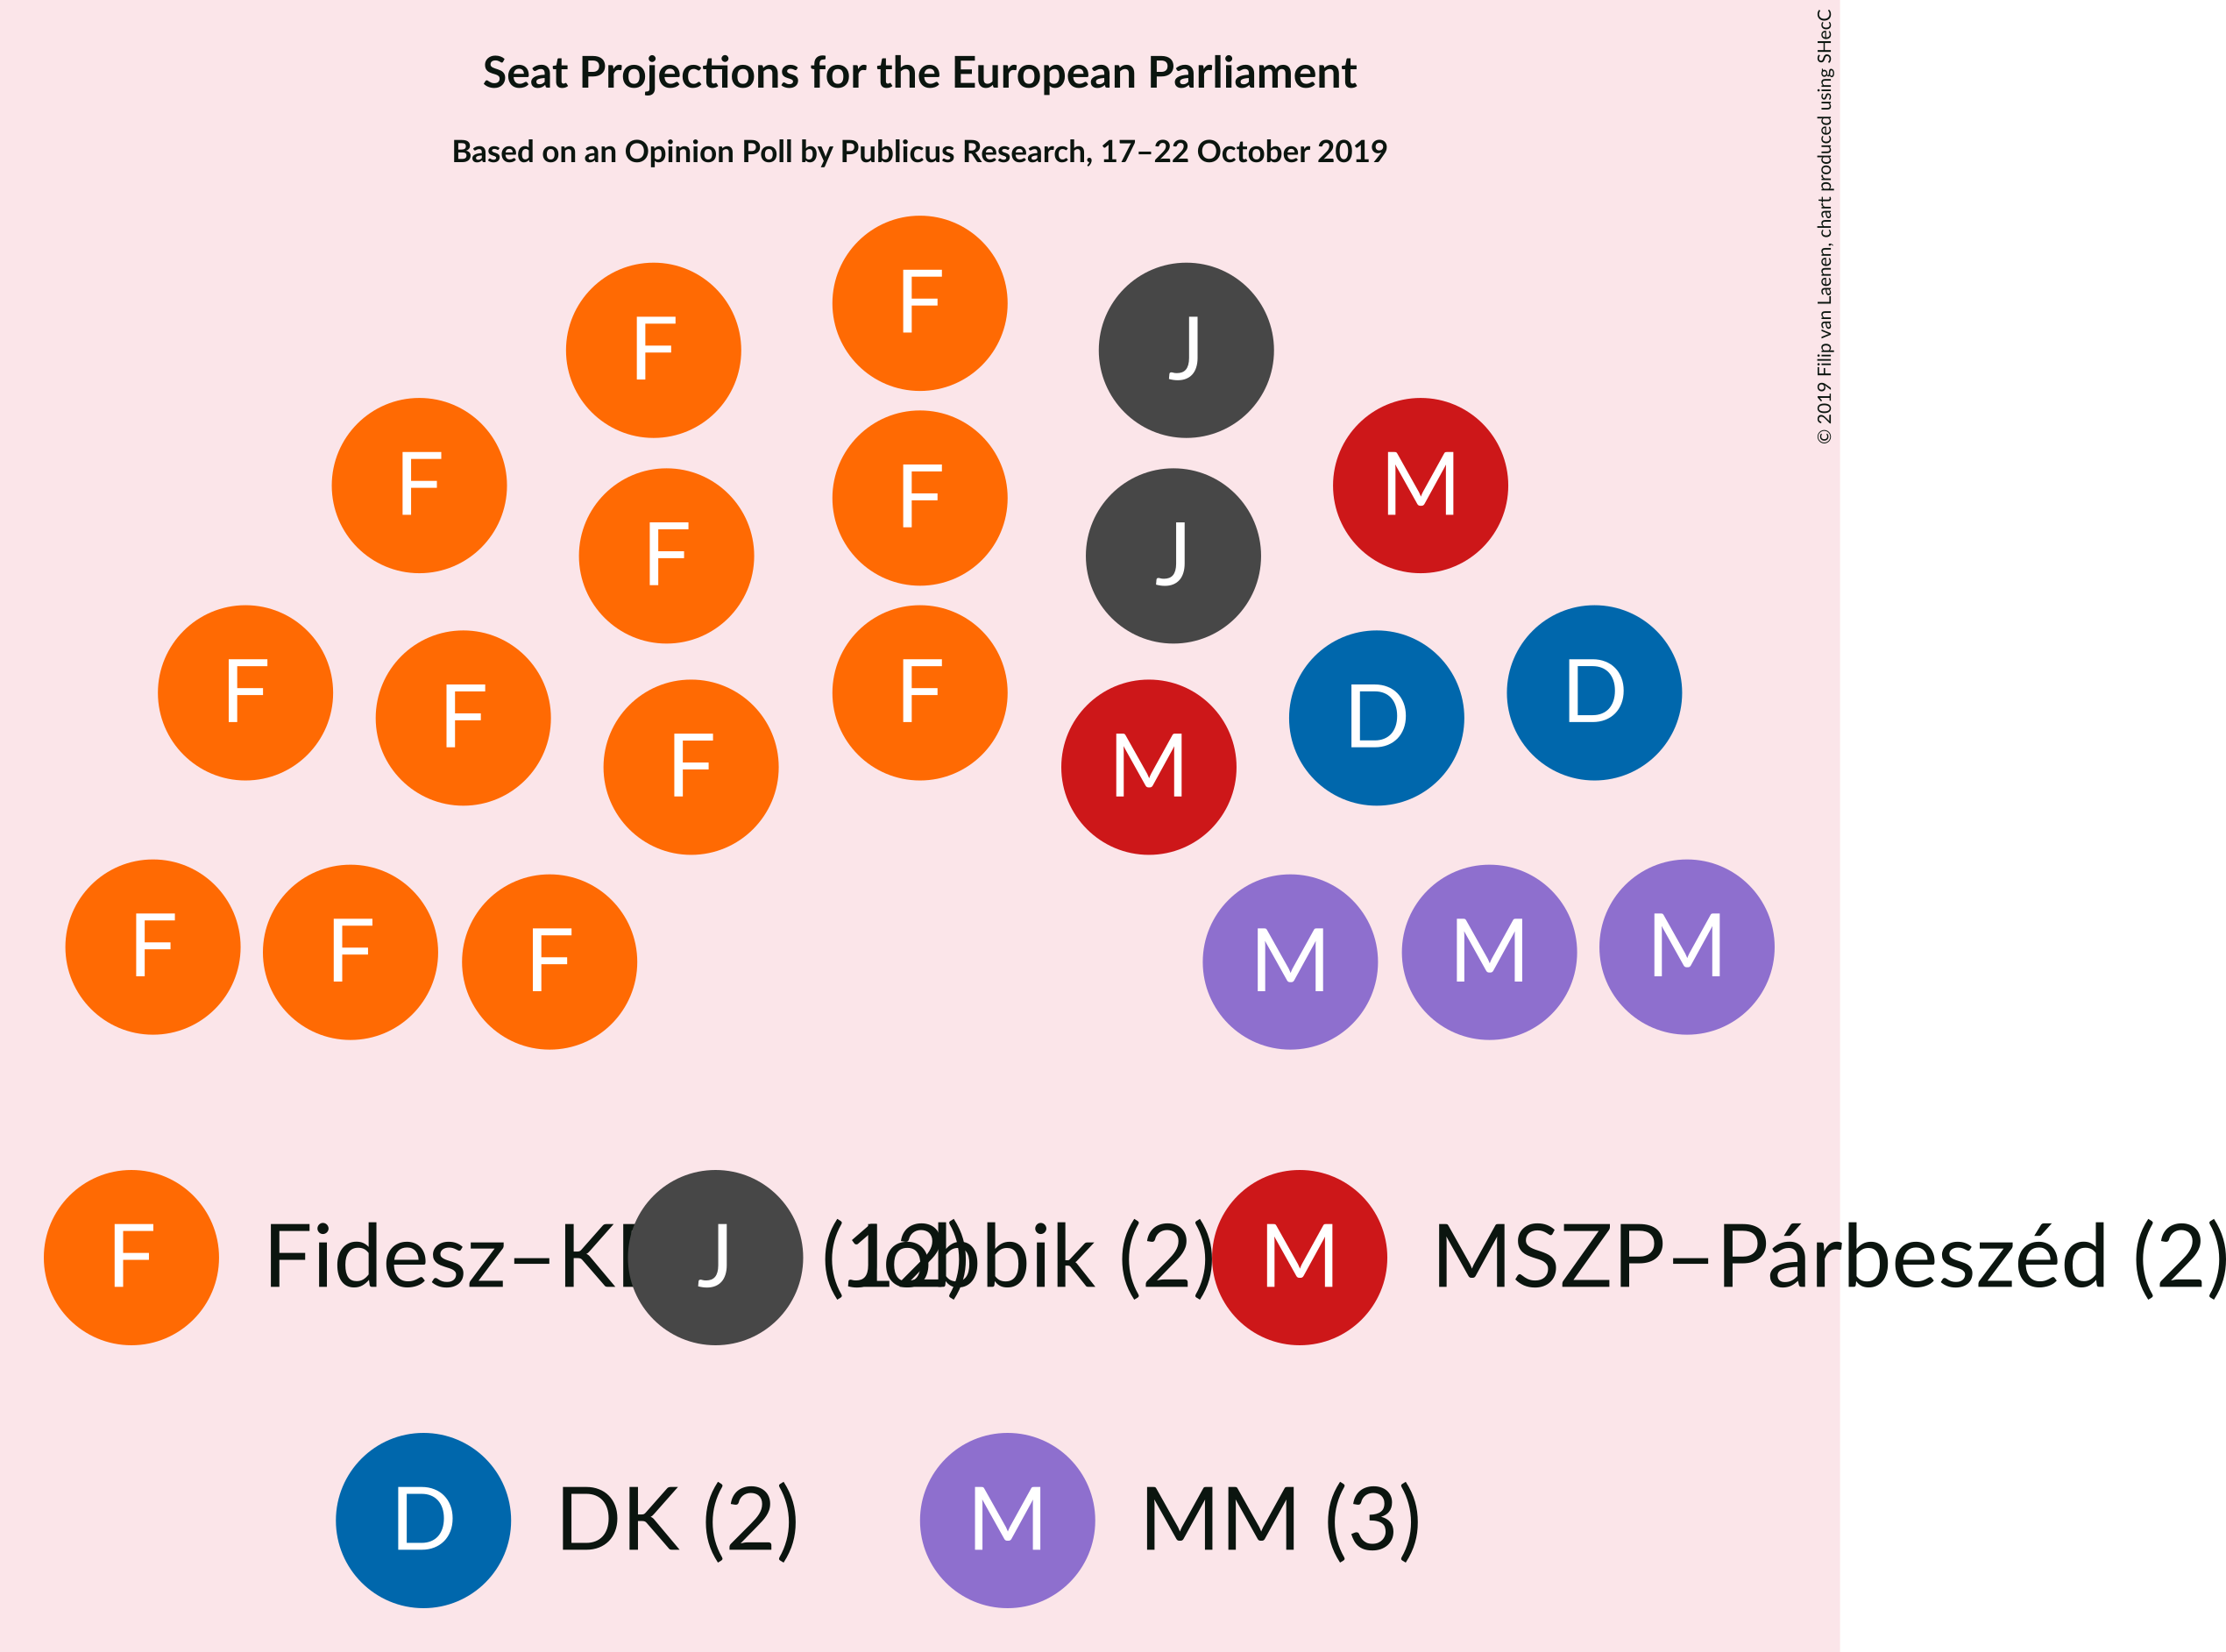 Seat Projections for the European Parliament
Based on an Opinion Poll by Publicus Research, 17–22 October 2019
© 2019 Filip van Laenen, chart produced using SHecC
F
F J
F
F M
F
F J
F D
F
F D
F
M
F M
F M
F M
F Fidesz–K J (12) Jobbik (2) M MSZP–Párbeszéd (2)
D DK (2) M MM (3)